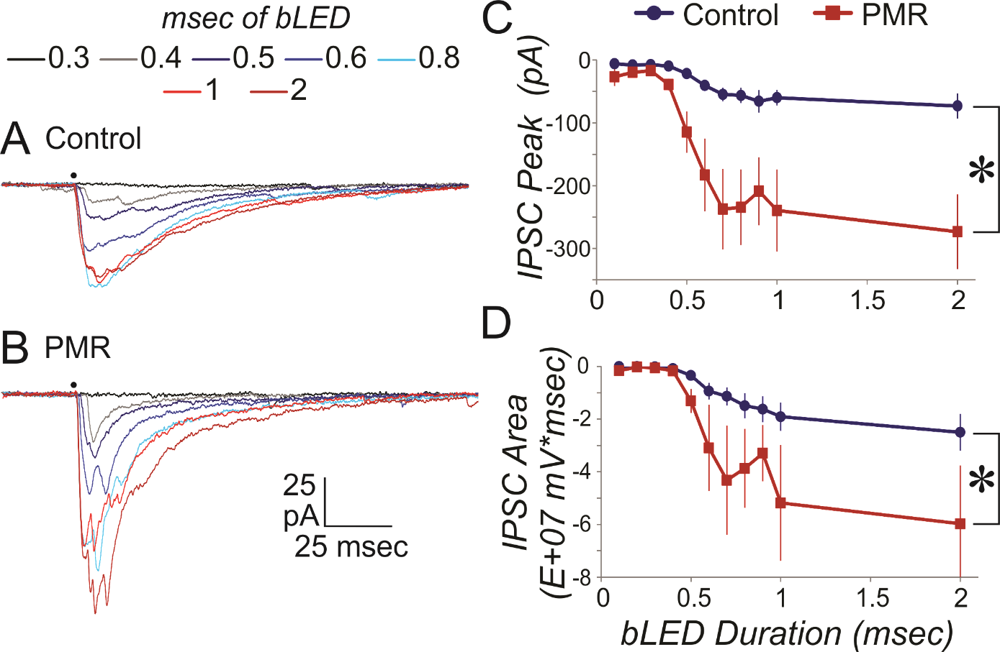 msec of bLED
0.3 0.4 0.5 0.6 0.8
1 2
A Control
B PMR
25
pA
25 msec
C Control PMR
IPSC Peak (pA)
0
-100
-200
-300
0 0.5 1 1.5 2
*
D
IPSC Area
(E+07 mV*msec)
0
-2
-4
-6
-8
0 0.5 1 1.5 2
*
bLED Duration (msec)